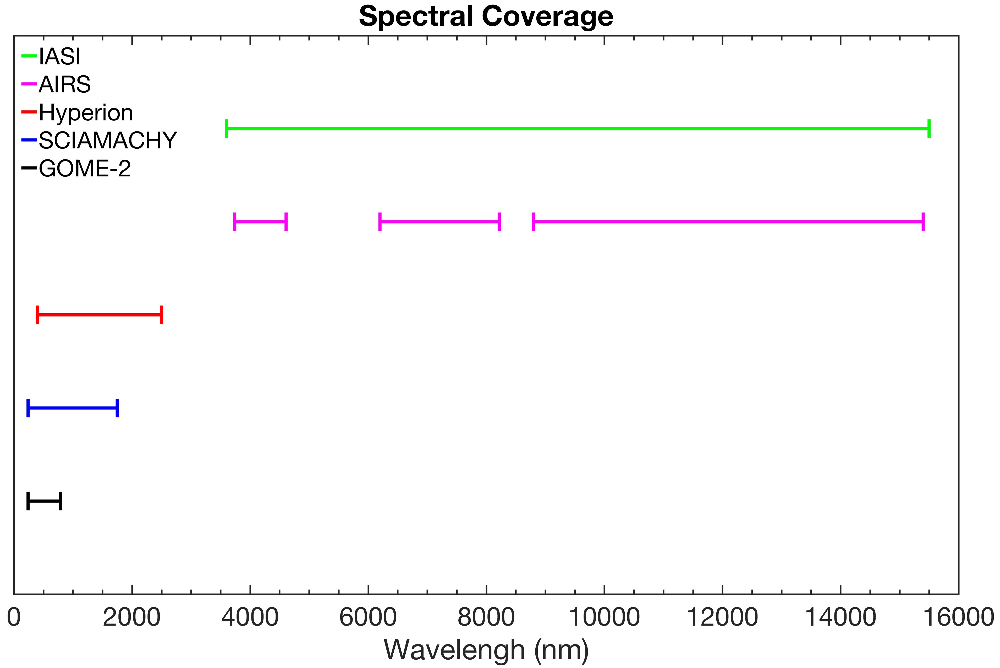 Spectral Coverage
IASI
AIRS
Hyperion
SCIAMACHY
GOME-2
0 2000 4000 6000 8000 10000 12000 14000 16000
Wavelengh (nm)